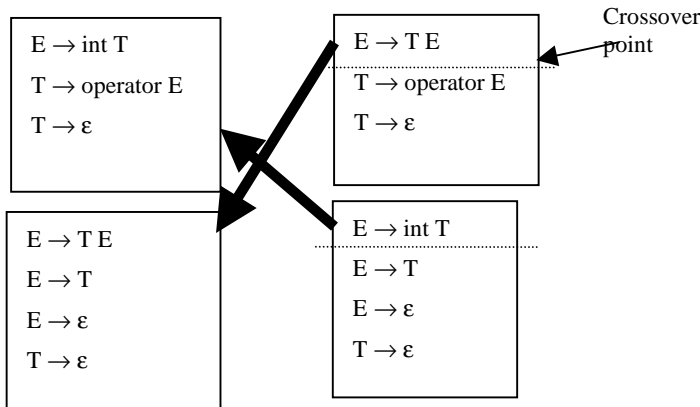 E → int T
T → operator E
T → ε
E → T E
T → operator E
T → ε
Crossover
point
E → T E
E → T
E → ε
T → ε
E → int T
E → T
E → ε
T → ε